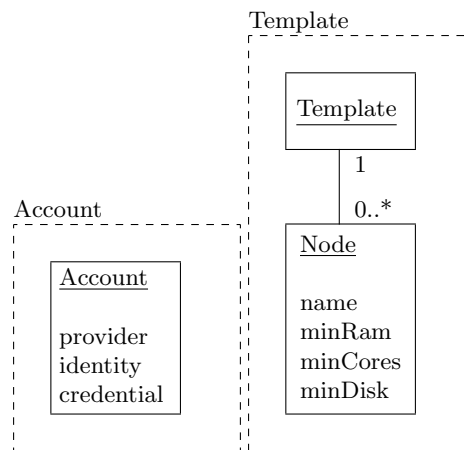 Template
Template
1
0..*
Account
Account
provider
identity
credential
Node
name
minRam
minCores
minDisk